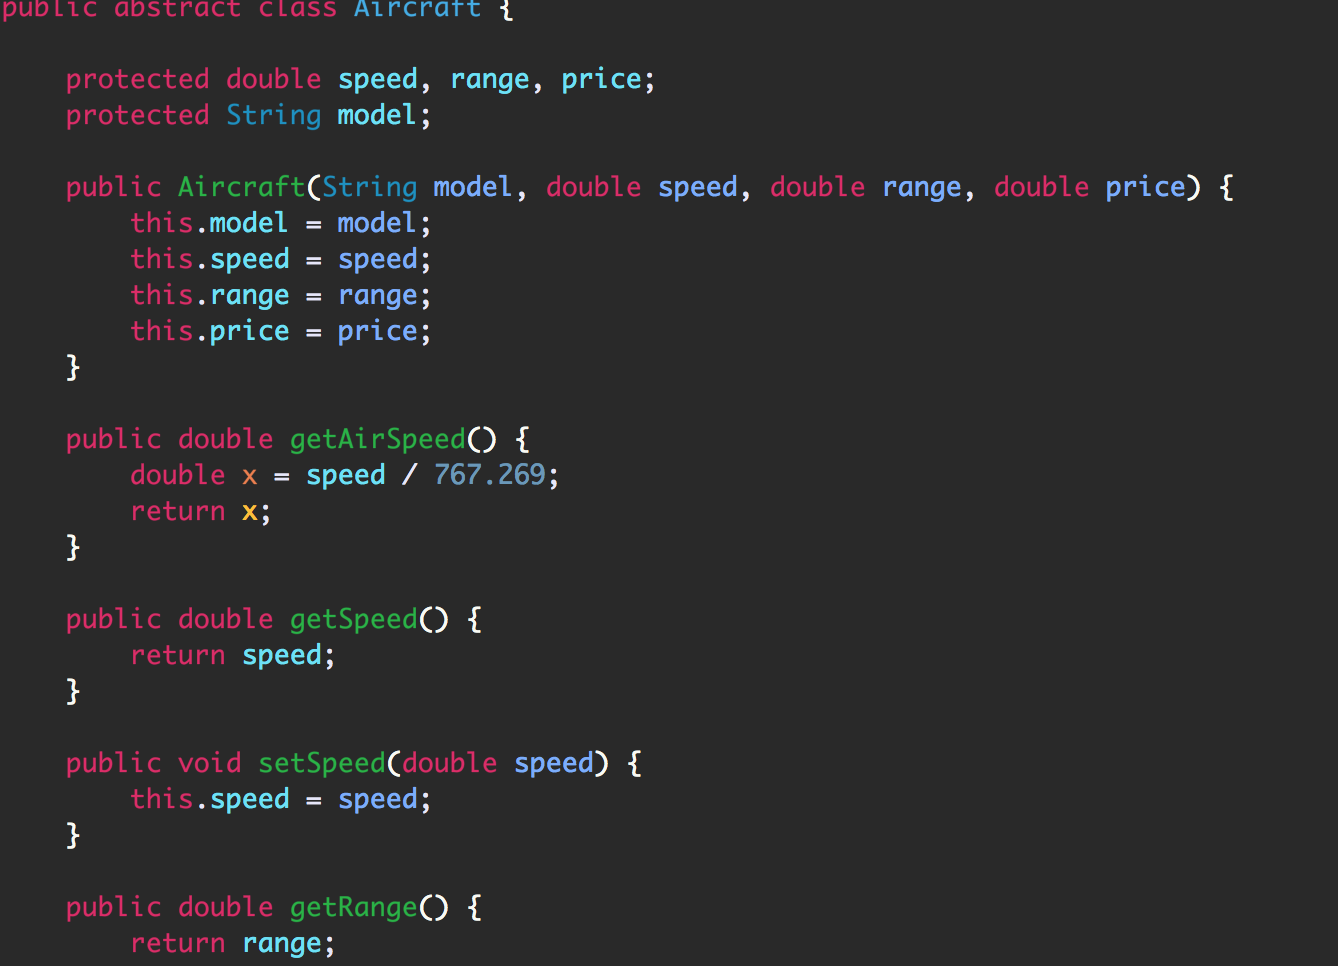 public abstract class Aircraft {
protected double speed, range, price;
protected String model;
public Aircraft(String model, double speed, double range, double price) {
this.model = model;
this.speed = speed;
this.range = range;
this.price = price;
}
public double getAirSpeed() {
double x = speed / 767.269;
return x;
}
public double getSpeed() {
return speed;
}
public void setSpeed(double speed) {
this.speed = speed;
}
public double getRange() {
return range;